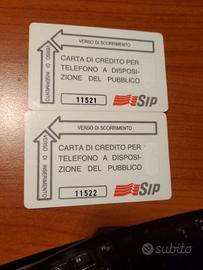 VERSO DI SCORRIMENTO
VERSO DI INSERIMENTO
CARTA DI CREDITO PER
TELEFONO A DISPOSI-
ZIONE DEL PUBBLICO
11521
SIP
VERSO DI SCORRIMENTO
VERSO DI INSERIMENTO
CARTA DI CREDITO PER
TELEFONO A DISPOSI-
ZIONE DEL PUBBLICO
11522
SIP
subito